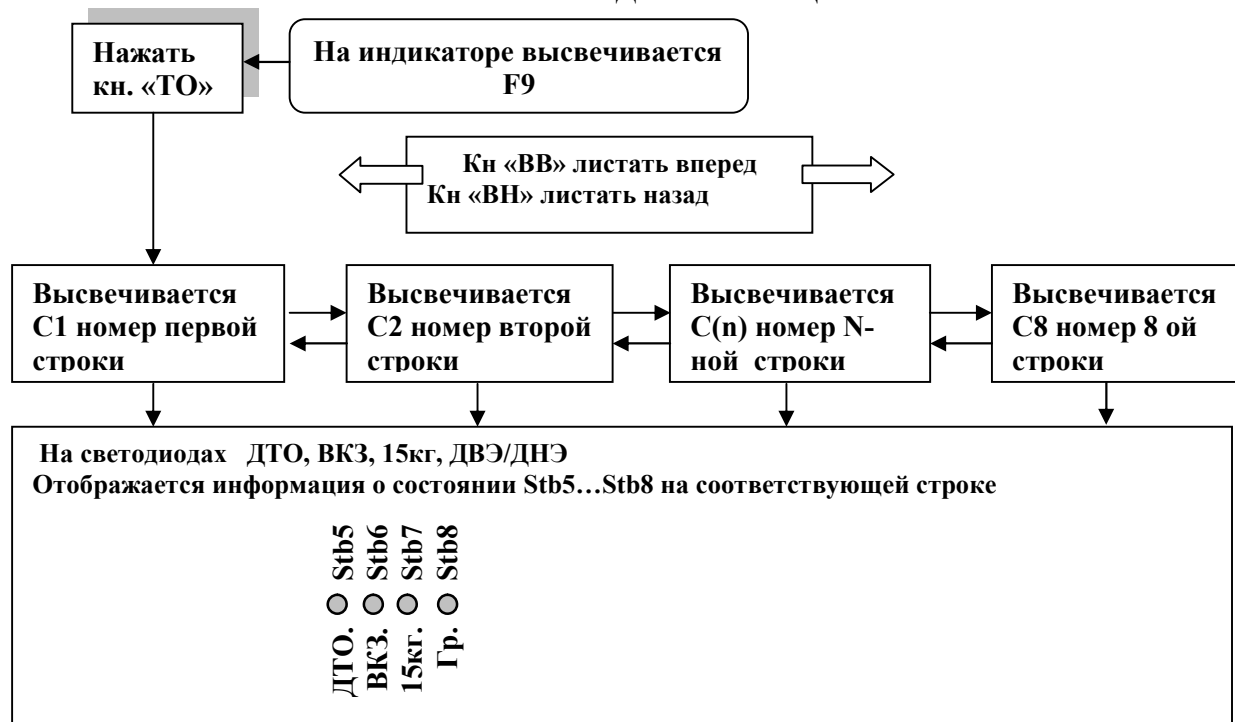 Нажать
кн. «ТО»
На индикаторе высвечивается
F9
Кн «ВВ» листать вперед
Кн «ВН» листать назад
Высвечивается
С1 номер первой
строки
Высвечивается
С2 номер второй
строки
Высвечивается
С(n) номер N-
ной строки
Высвечивается
С8 номер 8 ой
строки
На светодиодах ДТО, ВКЗ, 15кг, ДВЭ/ДНЭ
Отображается информация о состоянии Stb5…Stb8 на соответствующей строке
ДТО. Stb5
ВКЗ. Stb6
15кг. Stb7
Гр. Stb8